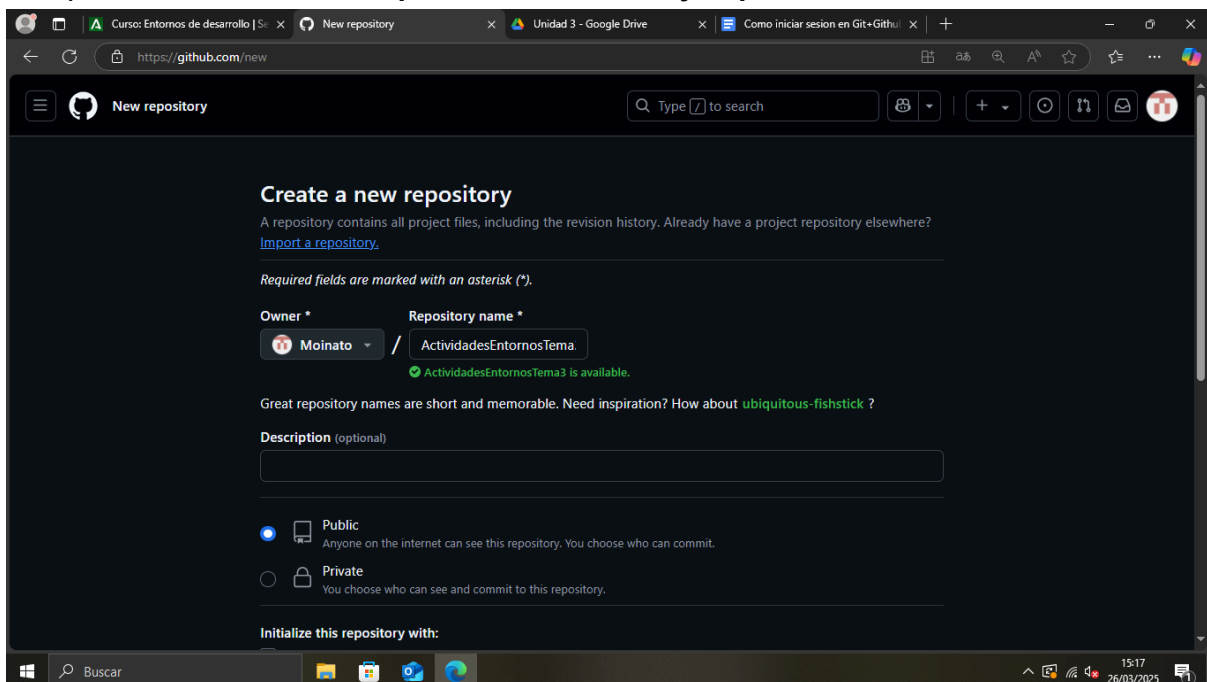 Curso: Entornos de desarrollo | Se
New repository
Unidad 3 - Google Drive
Como iniciar sesion en Git+Githu
https://github.com/new
New repository
Type / to search
Create a new repository
A repository contains all project files, including the revision history. Already have a project repository elsewhere?
Import a repository.
Required fields are marked with an asterisk (*).
Owner * Repository name *
Moinato / ActividadesEntornosTema
ActividadesEntornosTema3 is available.
Great repository names are short and memorable. Need inspiration? How about ubiquitous-fishstick ?
Description (optional)
Public
Anyone on the internet can see this repository. You choose who can commit.
Private
You choose who can see and commit to this repository.
Initialize this repository with:
Buscar
15:17
26/03/2025